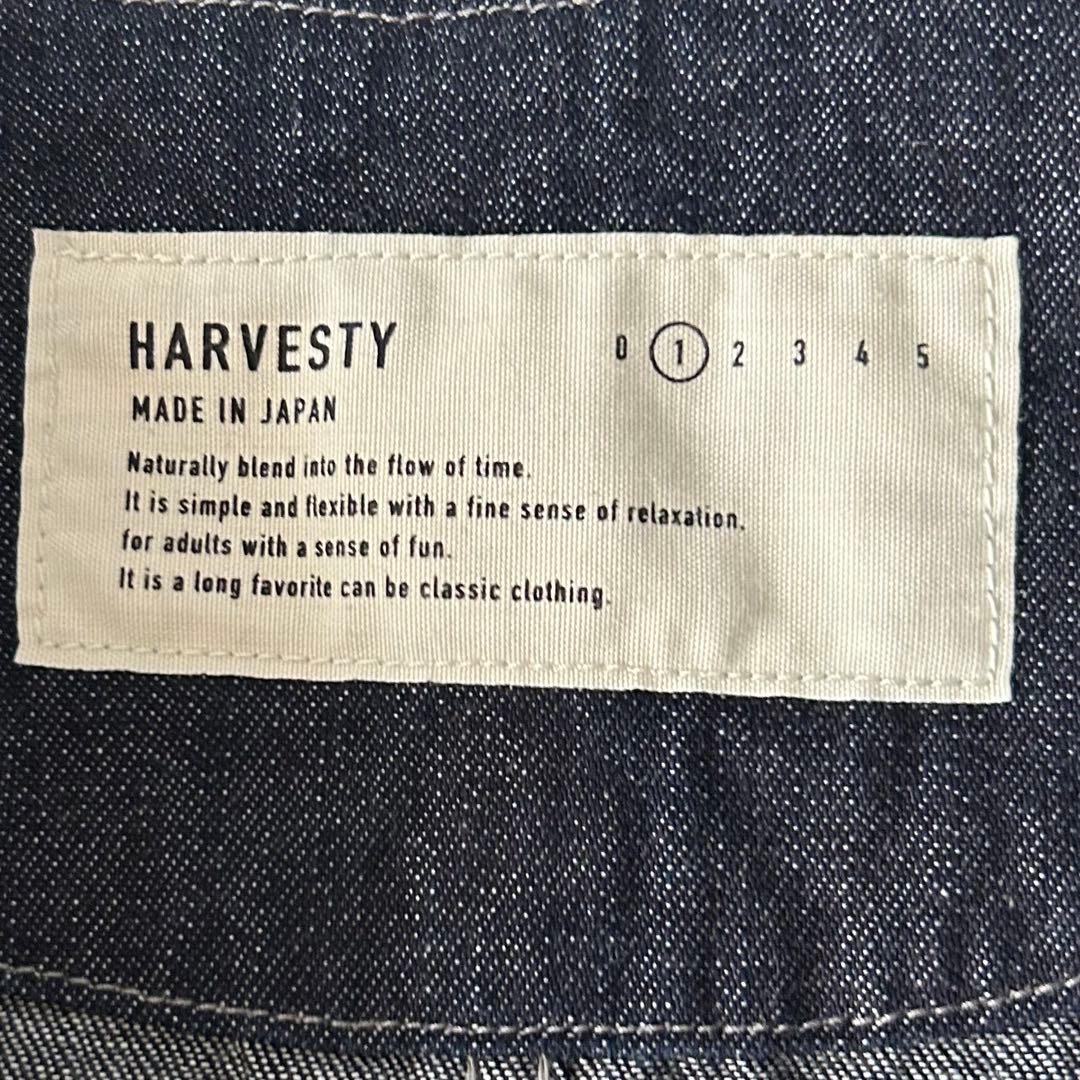 HARVESTY 0 1 2 3 4 5
MADE IN JAPAN
Naturally blend into the flow of time.
It is simple and flexible with a fine sense of relaxation.
for adults with a sense of fun.
It is a long favorite can be classic clothing.